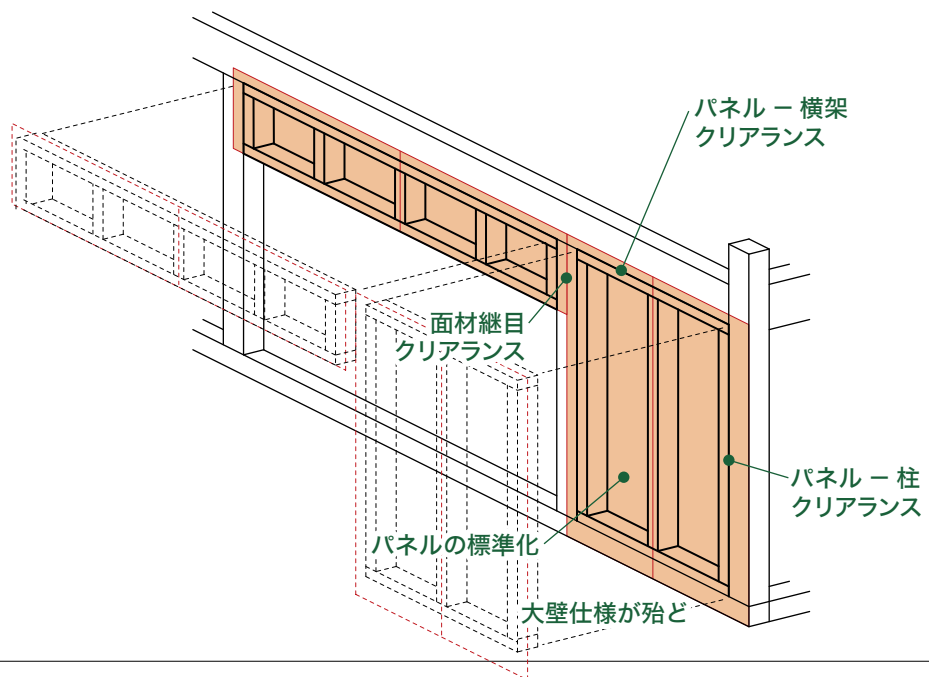 パネル － 横架
クリアランス
面材継目
クリアランス
パネル － 柱
クリアランス
パネルの標準化
大壁仕様が殆ど